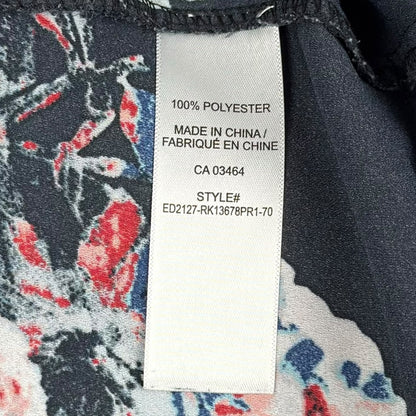 100% POLYESTER
MADE IN CHINA /
FABRIQUÉ EN CHINE
CA 03464
STYLE#
ED2127-RK13678PR1-70